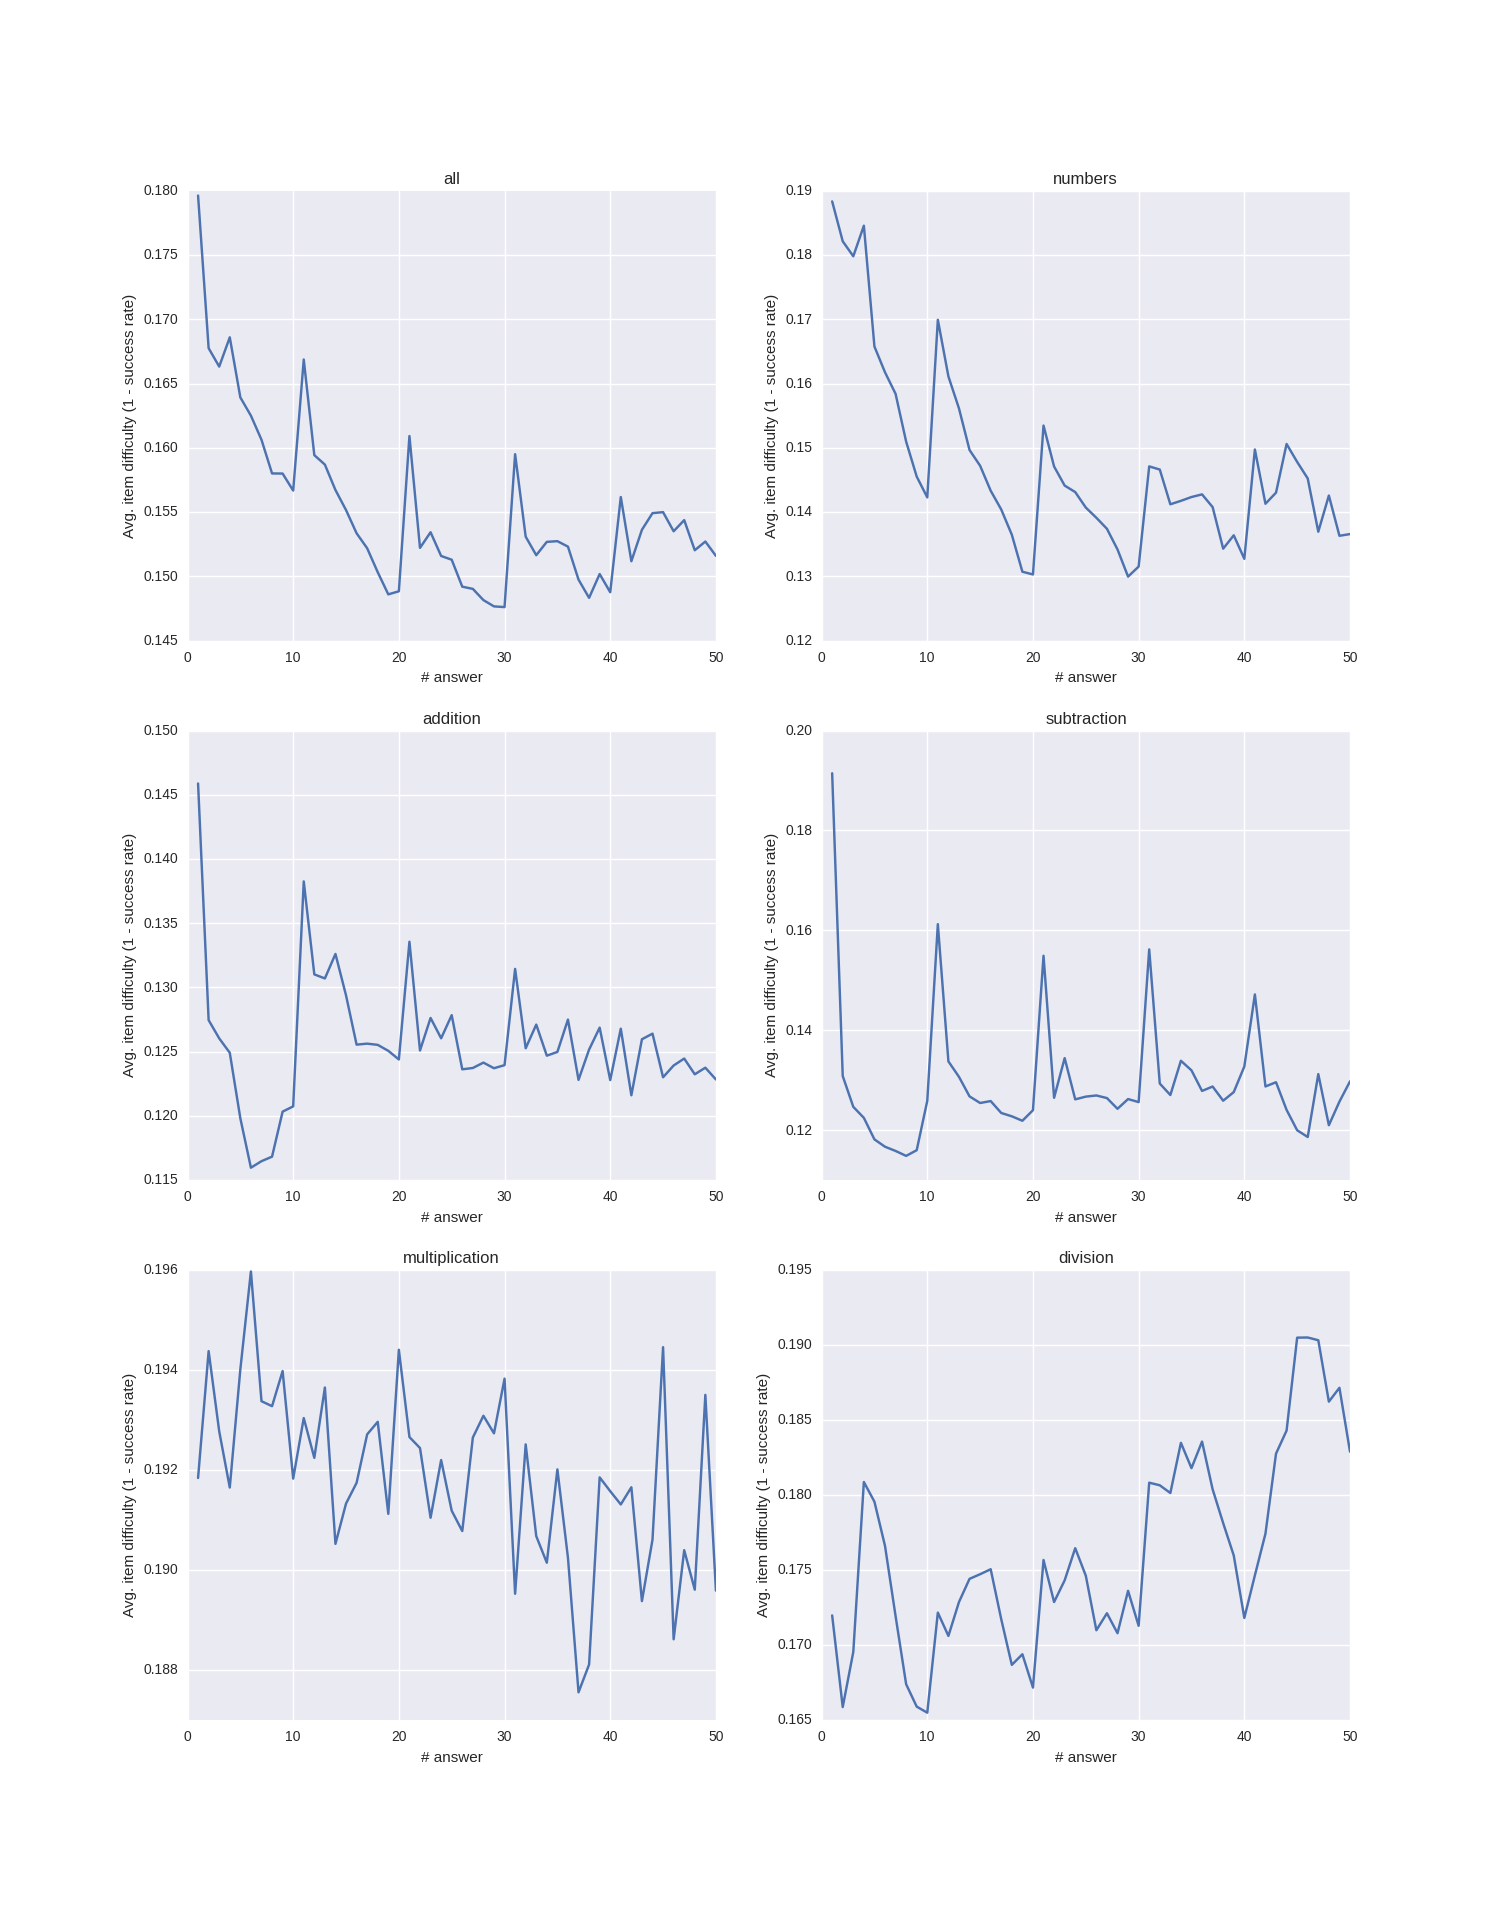 all
0.180
0.175
0.170
0.165
0.160
0.155
0.150
0.145
0 10 20 30 40 50
# answer
Avg. item difficulty (1 - success rate)
numbers
0.19
0.18
0.17
0.16
0.15
0.14
0.13
0.12
0 10 20 30 40 50
# answer
Avg. item difficulty (1 - success rate)
addition
0.150
0.145
0.140
0.135
0.130
0.125
0.120
0.115
0 10 20 30 40 50
# answer
Avg. item difficulty (1 - success rate)
subtraction
0.20
0.18
0.16
0.14
0.12
0 10 20 30 40 50
# answer
Avg. item difficulty (1 - success rate)
multiplication
0.196
0.194
0.192
0.190
0.188
0 10 20 30 40 50
# answer
Avg. item difficulty (1 - success rate)
division
0.195
0.190
0.185
0.180
0.175
0.170
0.165
0 10 20 30 40 50
# answer
Avg. item difficulty (1 - success rate)